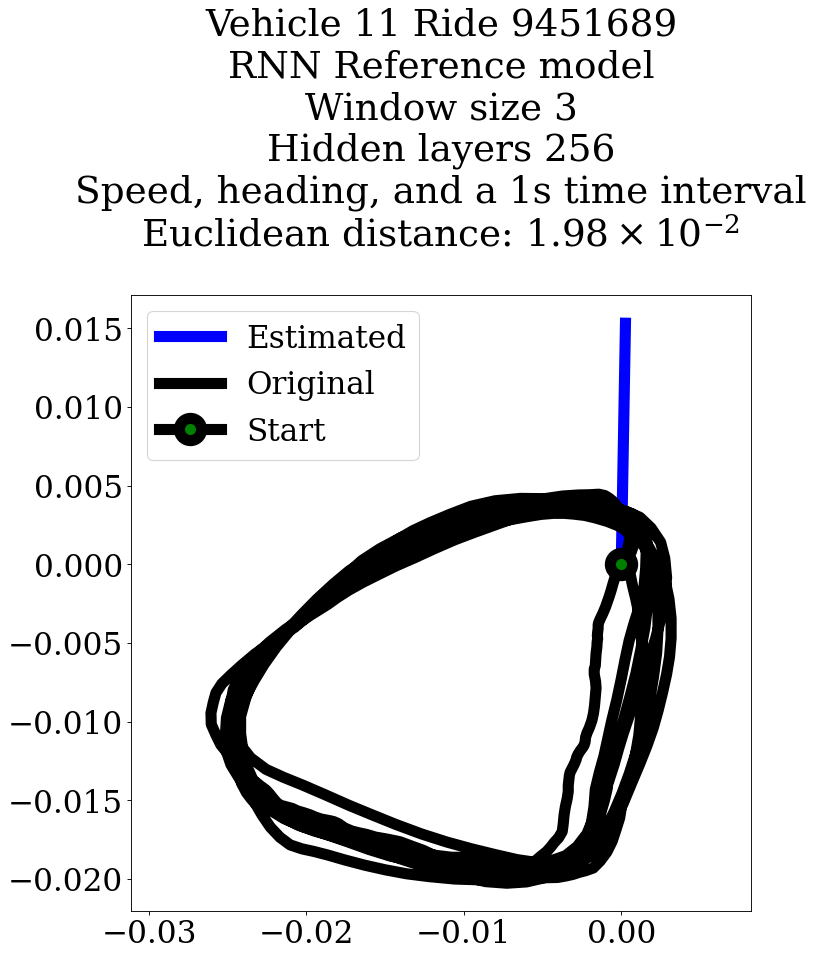 Vehicle 11 Ride 9451689
RNN Reference model
Window size 3
Hidden layers 256
Speed, heading, and a 1s time interval
Euclidean distance: 1.98 × 10⁻²
Estimated
Original
Start
0.015
0.010
0.005
0.000
−0.005
−0.010
−0.015
−0.020
−0.03 −0.02 −0.01 0.00